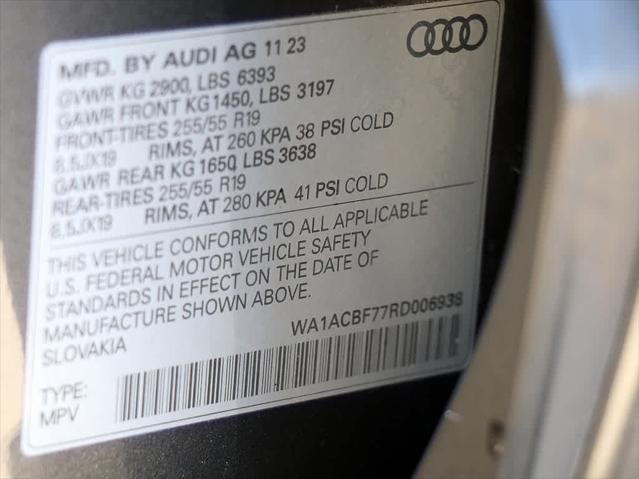 MFD. BY AUDI AG 11 23
GVWR KG 2900, LBS 6393
GAWR FRONT KG1450, LBS 3197
FRONT-TIRES 255/55 R19
8,5JX19 RIMS, AT 260 KPA 38 PSI COLD
GAWR REAR KG1650, LBS 3638
REAR-TIRES 255/55 R19
8,5JX19 RIMS, AT 280 KPA 41 PSI COLD
THIS VEHICLE CONFORMS TO ALL APPLICABLE
U.S. FEDERAL MOTOR VEHICLE SAFETY
STANDARDS IN EFFECT ON THE DATE OF
MANUFACTURE SHOWN ABOVE.
SLOVAKIA WA1ACBF77RD006938
TYPE:
MPV